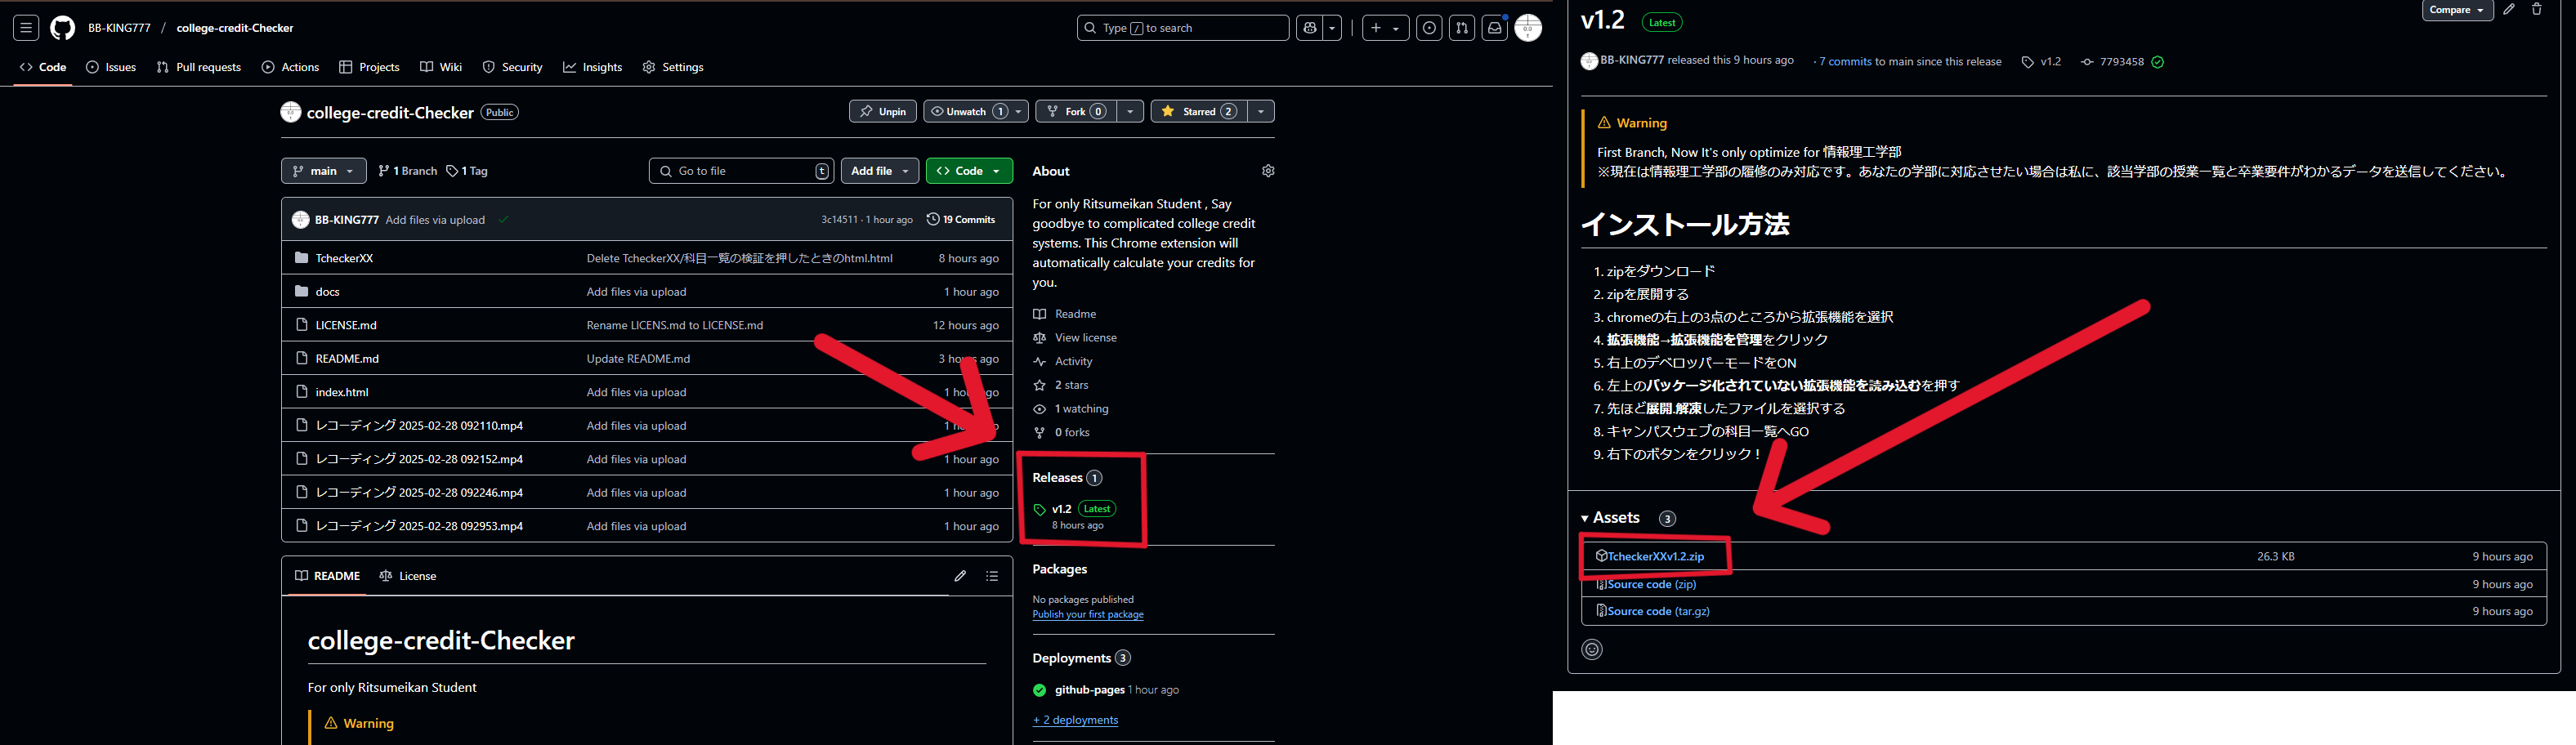 BB-KING777 / college-credit-Checker
Type / to search
Code Issues Pull requests Actions Projects Wiki Security Insights Settings
college-credit-Checker Public
Unpin Unwatch 1 Fork 0 Starred 2
main 1 Branch 1 Tag Go to file t Add file Code
BB-KING777 Add files via upload 3c14511 · 1 hour ago 19 Commits
TcheckerXX Delete TcheckerXX/科目一覧の検証を押したときのhtml.html 8 hours ago
docs Add files via upload 1 hour ago
LICENSE.md Rename LICENS.md to LICENSE.md 12 hours ago
README.md Update README.md 3 hours ago
index.html Add files via upload 1 hour ago
レコーディング 2025-02-28 092110.mp4 Add files via upload 1 hour ago
レコーディング 2025-02-28 092152.mp4 Add files via upload 1 hour ago
レコーディング 2025-02-28 092246.mp4 Add files via upload 1 hour ago
レコーディング 2025-02-28 092953.mp4 Add files via upload 1 hour ago
README License
college-credit-Checker
For only Ritsumeikan Student
Warning
About
For only Ritsumeikan Student , Say
goodbye to complicated college credit
systems. This Chrome extension will
automatically calculate your credits for
you.
Readme
View license
Activity
2 stars
1 watching
0 forks
Releases 1
v1.2 Latest
8 hours ago
Packages
No packages published
Publish your first package
Deployments 3
github-pages 1 hour ago
+ 2 deployments
v1.2 Latest
Compare
BB-KING777 released this 9 hours ago · 7 commits to main since this release v1.2 7793458
Warning
First Branch, Now It's only optimize for 情報理工学部
※現在は情報理工学部の履修のみ対応です。あなたの学部に対応させたい場合は私に、該当学部の授業一覧と卒業要件がわかるデータを送信してください。
インストール方法
1. zipをダウンロード
2. zipを展開する
3. chromeの右上の3点のところから拡張機能を選択
4. 拡張機能→拡張機能を管理をクリック
5. 右上のデベロッパーモードをON
6. 左上のパッケージ化されていない拡張機能を読み込むを押す
7. 先ほど展開.解凍したファイルを選択する
8. キャンパスウェブの科目一覧へGO
9. 右下のボタンをクリック！
Assets 3
TcheckerXXv1.2.zip 26.3 KB 9 hours ago
Source code (zip) 9 hours ago
Source code (tar.gz) 9 hours ago